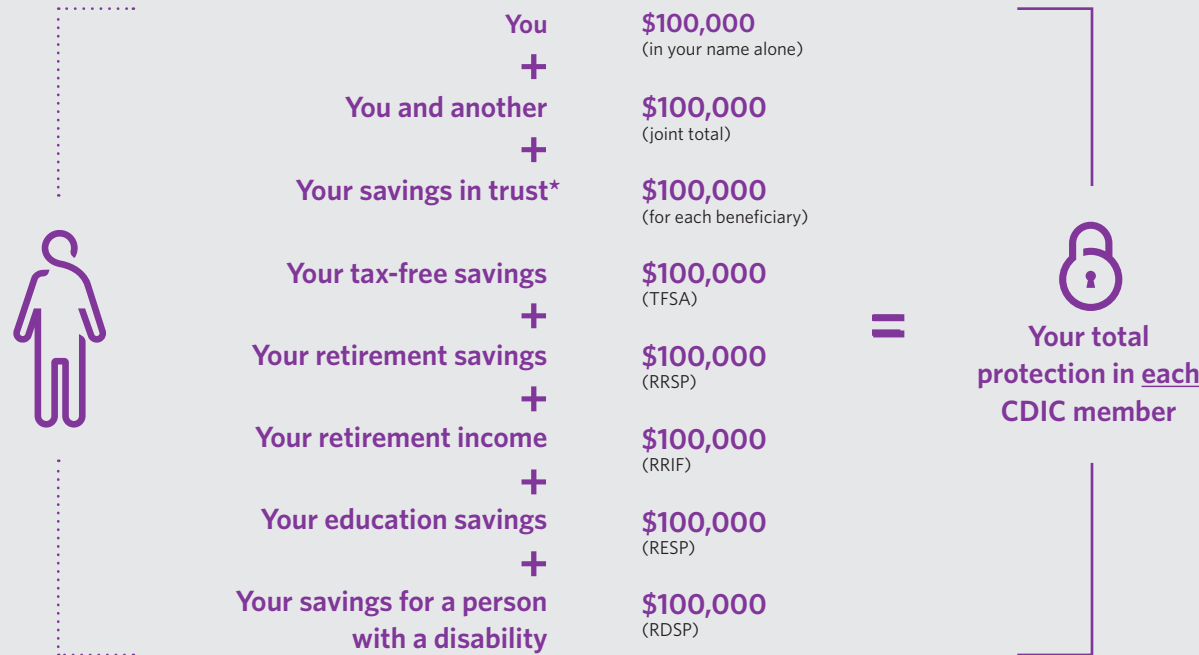 You $100,000
(in your name alone)
+
You and another $100,000
(joint total)
+
Your savings in trust* $100,000
(for each beneficiary)
Your tax-free savings $100,000
(TFSA)
+
Your retirement savings $100,000
(RRSP)
+
Your retirement income $100,000
(RRIF)
+
Your education savings $100,000
(RESP)
+
Your savings for a person
with a disability
$100,000
(RDSP)
=
Your total
protection in each
CDIC member